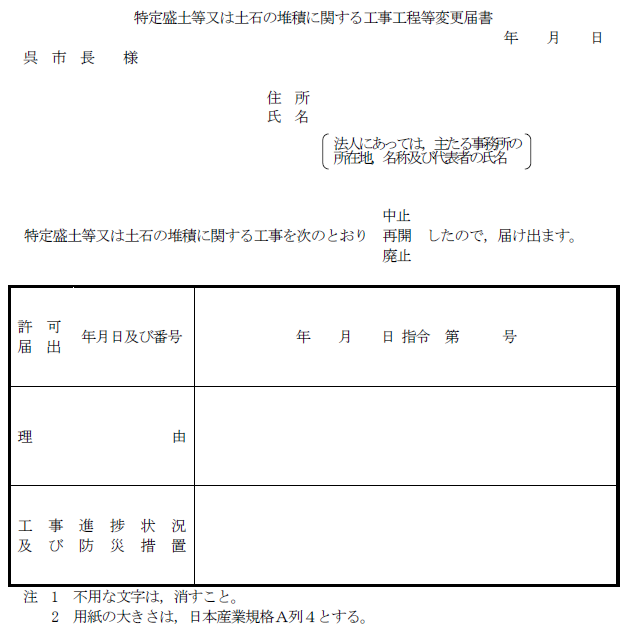 特定盛土等又は土石の堆積に関する工事工程等変更届書
年　月　日
呉　市　長　　様
住　所
氏　名
法人にあっては，主たる事務所の
所在地，名称及び代表者の氏名
中止
特定盛土等又は土石の堆積に関する工事を次のとおり　再開　したので，届け出ます。
廃止
許　可
届　出　年月日及び番号
年　月　日 指令　第　　号
理　由
工　事　進　捗　状　況
及　び　防　災　措　置
注　1　不用な文字は，消すこと。
2　用紙の大きさは，日本産業規格A列４とする。